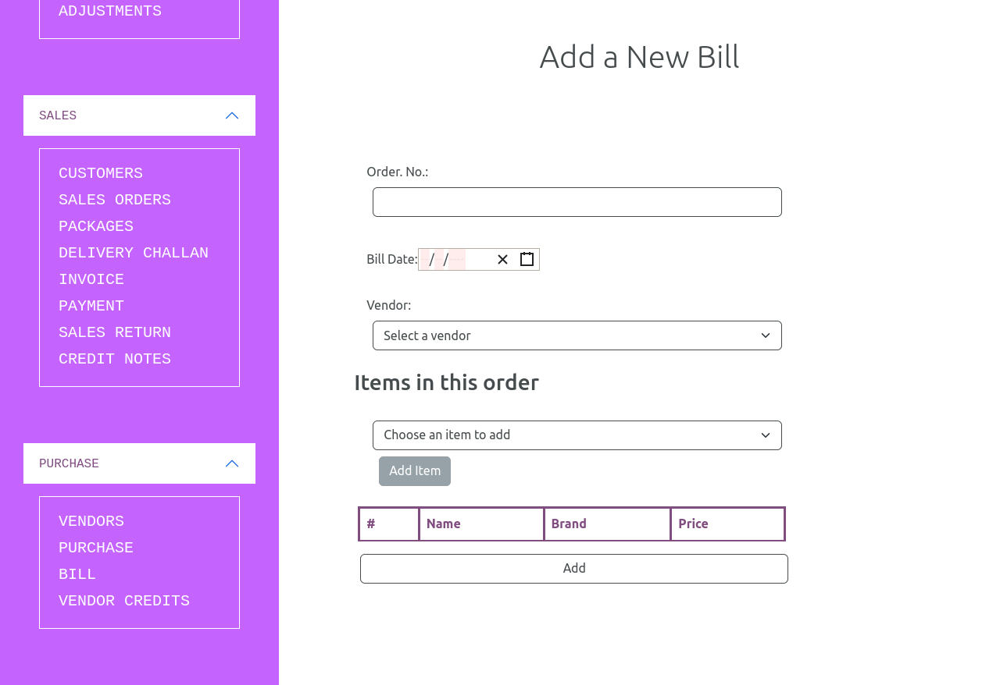 ADJUSTMENTS
SALES
CUSTOMERS
SALES ORDERS
PACKAGES
DELIVERY CHALLAN
INVOICE
PAYMENT
SALES RETURN
CREDIT NOTES
PURCHASE
VENDORS
PURCHASE
BILL
VENDOR CREDITS
Add a New Bill
Order. No.:
Bill Date: --/--/----
Vendor:
Select a vendor
Items in this order
Choose an item to add
Add Item
# Name Brand Price
Add